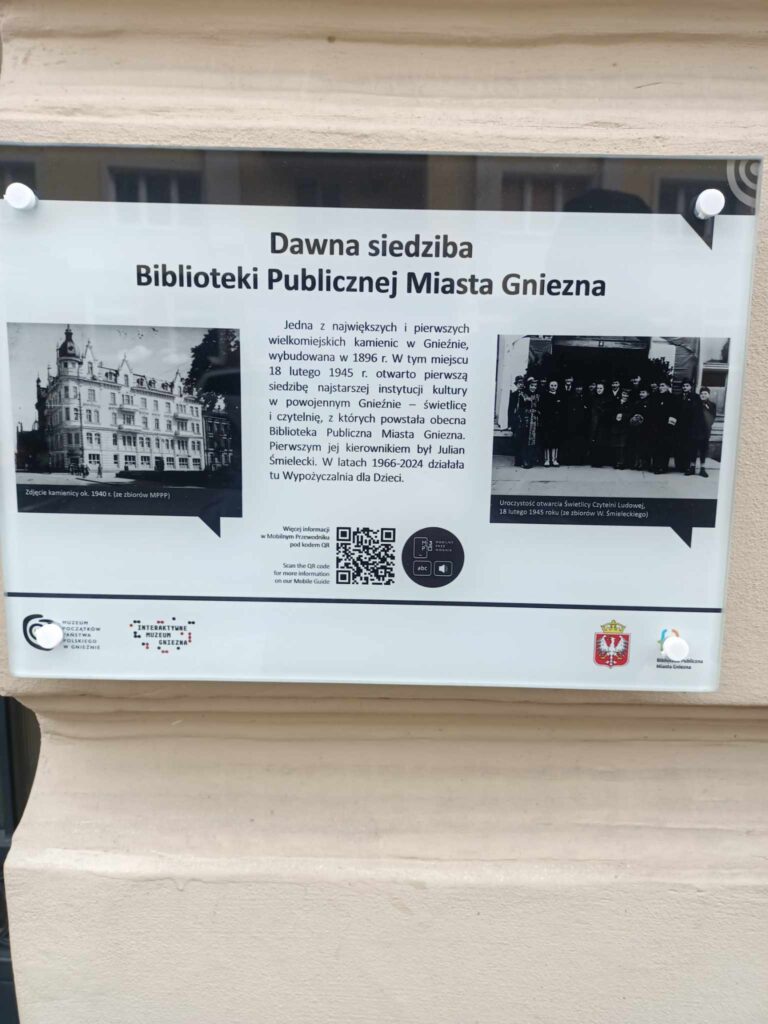 Dawna siedziba
Biblioteki Publicznej Miasta Gniezna
Jedna z największych i pierwszych
wielkomiejskich kamienic w Gnieźnie,
wybudowana w 1896 r. W tym miejscu
18 lutego 1945 r. otwarto pierwszą
siedzibę najstarszej instytucji kultury
w powojennym Gnieźnie – świetlicę
i czytelnię, z których powstała obecna
Biblioteka Publiczna Miasta Gniezna.
Pierwszym jej kierownikiem był Julian
Śmielecki. W latach 1966-2024 działała
tu Wypożyczalnia dla Dzieci.
Zdjęcie kamienicy ok. 1940 r. (ze zbiorów MPPP)
Uroczystość otwarcia Świetlicy Czytelni Ludowej,
18 lutego 1945 roku (ze zbiorów W. Śmieleckiego)
Więcej informacji
w Mobilnym Przewodniku
pod kodem QR
Scan the QR code
for more information
on our Mobile Guide
abc
MUZEUM
POCZĄTKÓW
PAŃSTWA
POLSKIEGO
W GNIEŹNIE
INTERAKTYWNE
MUZEUM
GNIEZNA
Biblioteka Publiczna
Miasta Gniezna